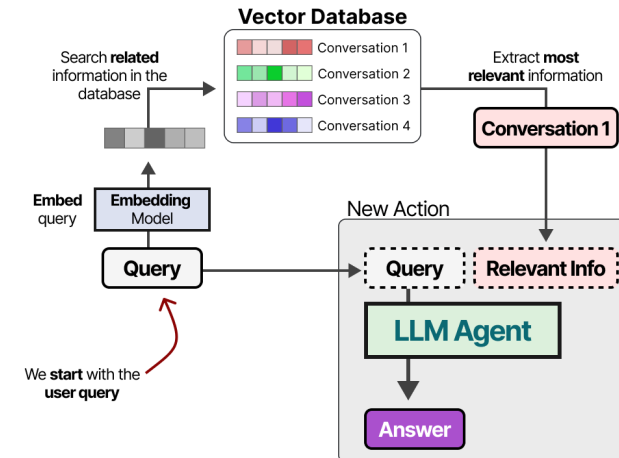 Vector Database
Conversation 1
Conversation 2
Conversation 3
Conversation 4
Search related
information in the
database
Extract most
relevant information
Conversation 1
Embed
query
Embedding
Model
New Action
Query
Query
Relevant Info
LLM Agent
We start with the
user query
Answer